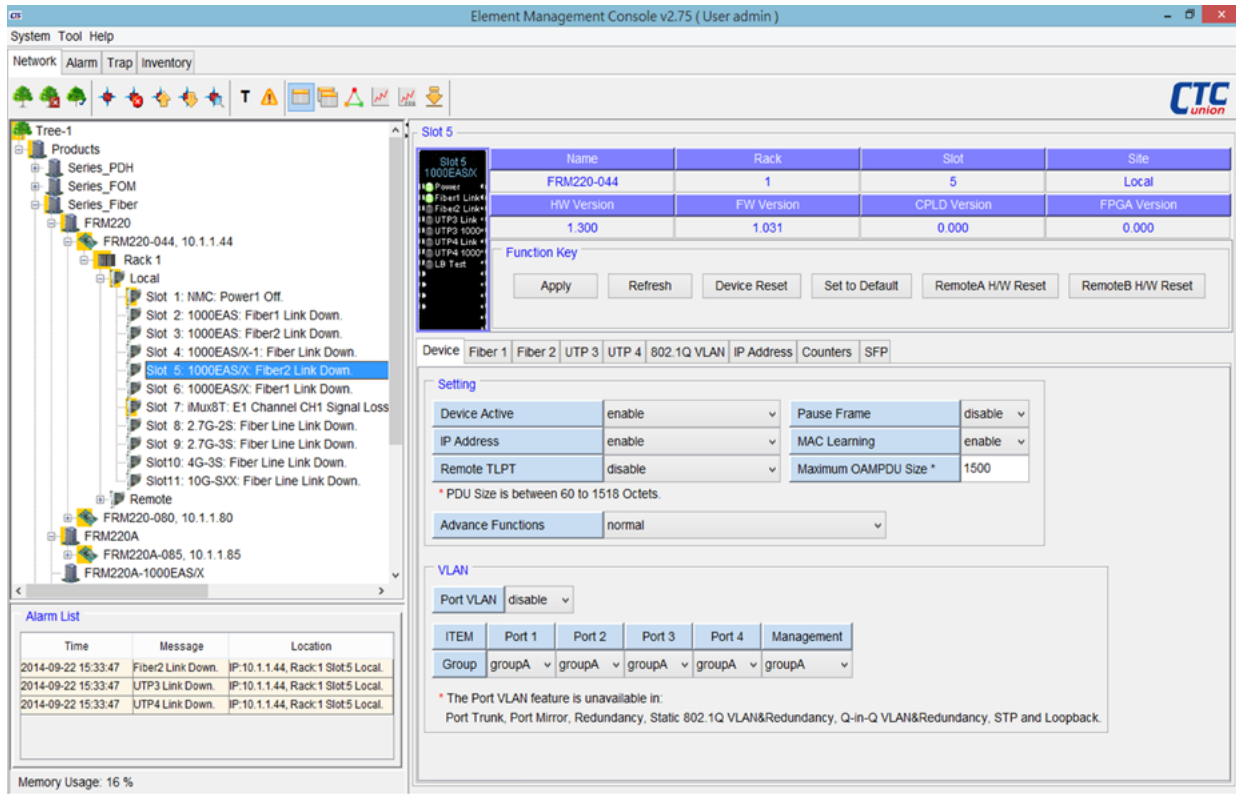 CTC
Element Management Console v2.75 ( User admin )
System Tool Help
Network Alarm Trap Inventory
T
CTC
union
Tree-1
Products
Series_PDH
Series_FOM
Series_Fiber
FRM220
FRM220-044, 10.1.1.44
Rack 1
Local
Slot 1: NMC: Power1 Off.
Slot 2: 1000EAS: Fiber1 Link Down.
Slot 3: 1000EAS: Fiber2 Link Down.
Slot 4: 1000EAS/X-1: Fiber Link Down.
Slot 5: 1000EAS/X: Fiber2 Link Down.
Slot 6: 1000EAS/X: Fiber1 Link Down.
Slot 7: iMux8T: E1 Channel CH1 Signal Loss
Slot 8: 2.7G-2S: Fiber Line Link Down.
Slot 9: 2.7G-3S: Fiber Line Link Down.
Slot10: 4G-3S: Fiber Line Link Down.
Slot11: 10G-SXX: Fiber Line Link Down.
Remote
FRM220-080, 10.1.1.80
FRM220A
FRM220A-085, 10.1.1.85
FRM220A-1000EAS/X
Alarm List
Time Message Location
2014-09-22 15:33:47 Fiber2 Link Down. IP:10.1.1.44, Rack:1 Slot:5 Local.
2014-09-22 15:33:47 UTP3 Link Down. IP:10.1.1.44, Rack:1 Slot:5 Local.
2014-09-22 15:33:47 UTP4 Link Down. IP:10.1.1.44, Rack:1 Slot:5 Local.
Memory Usage: 16 %
Slot 5
Slot 5
1000EAS/X
Power
Fiber1 Link
Fiber2 Link
UTP3 Link
UTP3 1000
UTP4 Link
UTP4 1000
LB Test
Name Rack Slot Site
FRM220-044 1 5 Local
HW Version FW Version CPLD Version FPGA Version
1.300 1.031 0.000 0.000
Function Key
Apply Refresh Device Reset Set to Default RemoteA H/W Reset RemoteB H/W Reset
Device Fiber 1 Fiber 2 UTP 3 UTP 4 802.1Q VLAN IP Address Counters SFP
Setting
Device Active enable Pause Frame disable
IP Address enable MAC Learning enable
Remote TLPT disable Maximum OAMPDU Size * 1500
* PDU Size is between 60 to 1518 Octets.
Advance Functions normal
VLAN
Port VLAN disable
ITEM Port 1 Port 2 Port 3 Port 4 Management
Group groupA groupA groupA groupA groupA
* The Port VLAN feature is unavailable in:
Port Trunk, Port Mirror, Redundancy, Static 802.1Q VLAN&Redundancy, Q-in-Q VLAN&Redundancy, STP and Loopback.